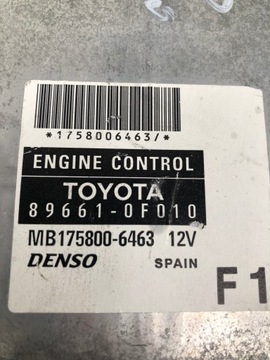 *1758006463/*
ENGINE CONTROL
TOYOTA
89661-0F010
MB175800-6463 12V
DENSO SPAIN
F1